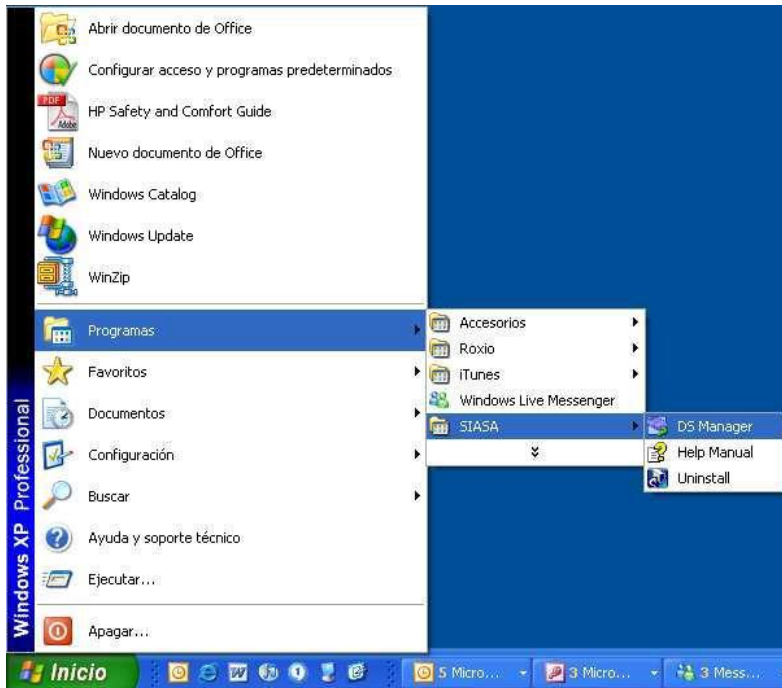 Abrir documento de Office
Configurar acceso y programas predeterminados
PDF
Adobe
HP Safety and Comfort Guide
Nuevo documento de Office
Windows Catalog
Windows Update
WinZip
Programas
Favoritos
Documentos
Configuración
Buscar
Ayuda y soporte técnico
Ejecutar...
Apagar...
Windows XP Professional
Accesorios
Roxio
iTunes
Windows Live Messenger
SIASA
DS Manager
Help Manual
Uninstall
Inicio
5 Micro...
3 Micro...
3 Mess...